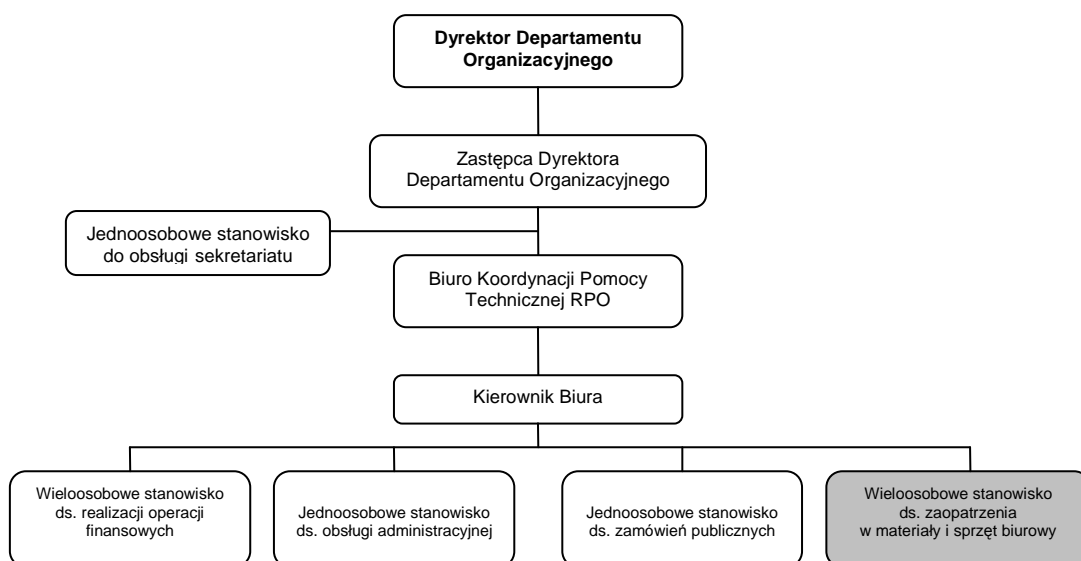 Dyrektor Departamentu
Organizacyjnego
Zastępca Dyrektora
Departamentu Organizacyjnego
Jednoosobowe stanowisko
do obsługi sekretariatu
Biuro Koordynacji Pomocy
Technicznej RPO
Kierownik Biura
Wieloosobowe stanowisko
ds. realizacji operacji
finansowych
Jednoosobowe stanowisko
ds. obsługi administracyjnej
Jednoosobowe stanowisko
ds. zamówień publicznych
Wieloosobowe stanowisko
ds. zaopatrzenia
w materiały i sprzęt biurowy